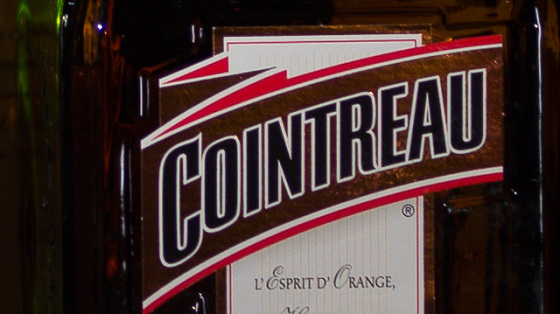 COINTREAU
®
L'ESPRIT D'ORANGE,